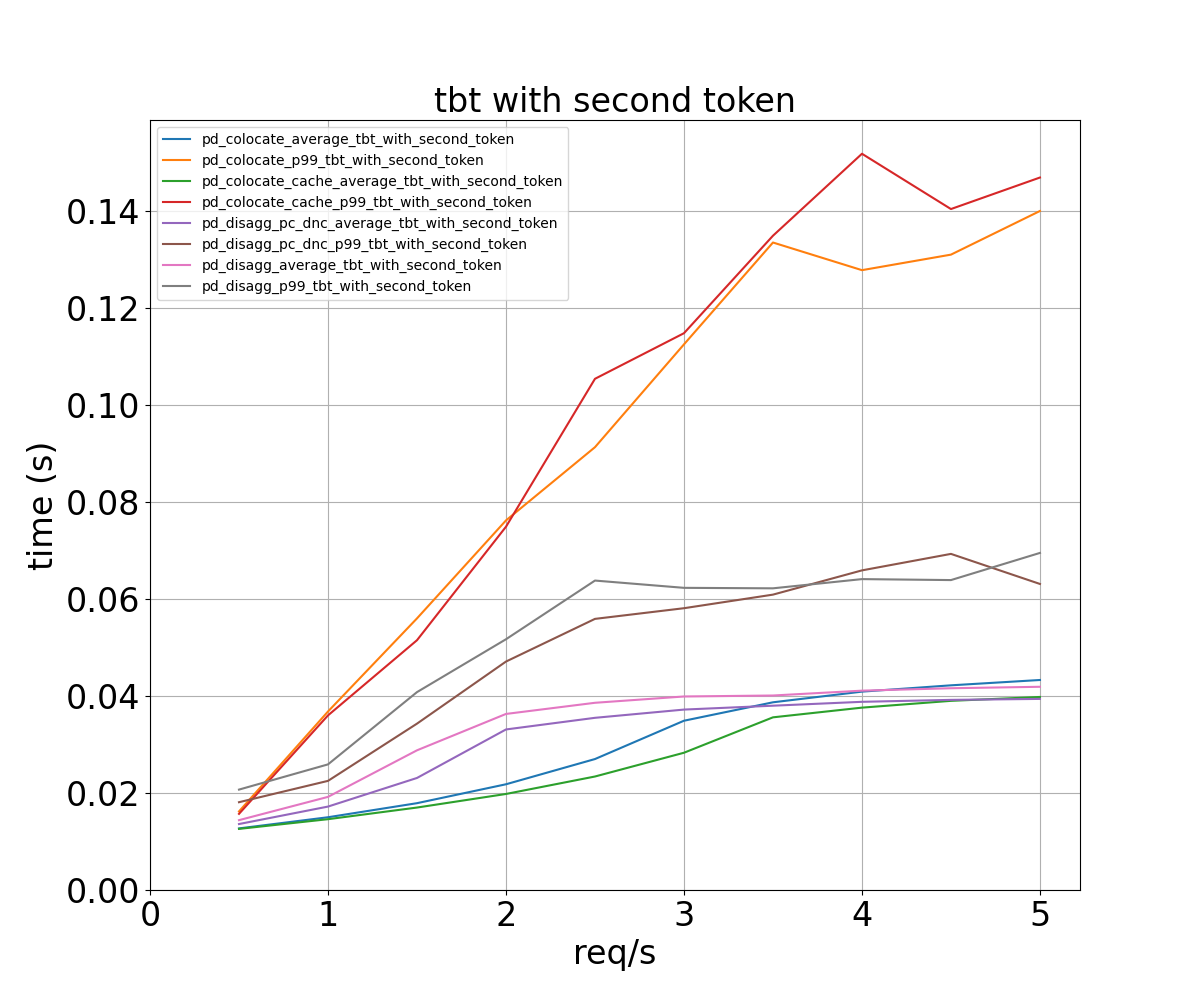 tbt with second token
pd_colocate_average_tbt_with_second_token
pd_colocate_p99_tbt_with_second_token
pd_colocate_cache_average_tbt_with_second_token
pd_colocate_cache_p99_tbt_with_second_token
pd_disagg_pc_dnc_average_tbt_with_second_token
pd_disagg_pc_dnc_p99_tbt_with_second_token
pd_disagg_average_tbt_with_second_token
pd_disagg_p99_tbt_with_second_token
time (s)
0.14
0.12
0.10
0.08
0.06
0.04
0.02
0.00
0 1 2 3 4 5
req/s